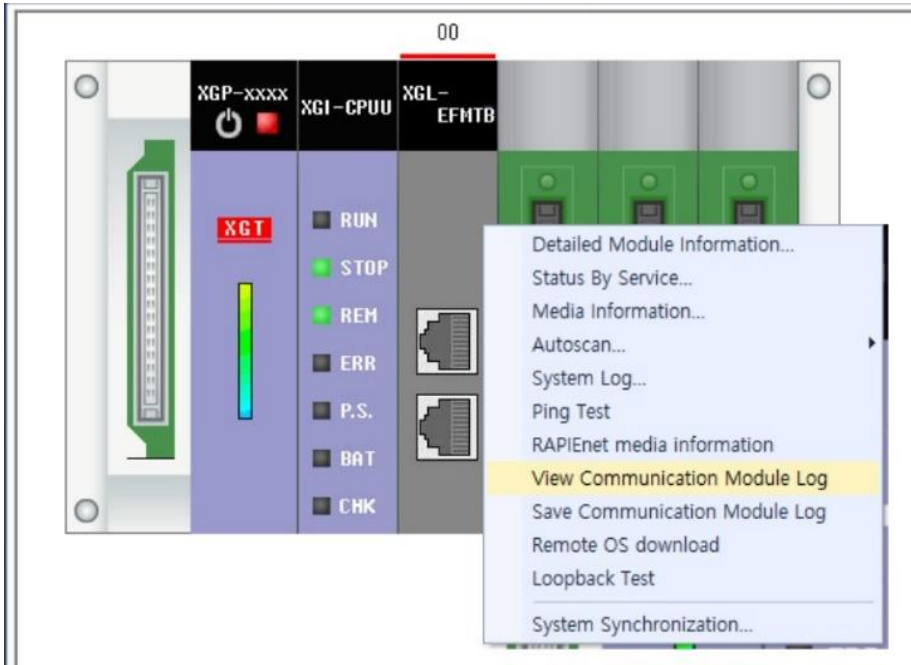 00
XGP-xxxx
XGI-CPUU
XGL-
EFMTB
XGT
RUN
STOP
REM
ERR
P.S.
BAT
CHK
Detailed Module Information...
Status By Service...
Media Information...
Autoscan...
System Log...
Ping Test
RAPIEnet media information
View Communication Module Log
Save Communication Module Log
Remote OS download
Loopback Test
System Synchronization...